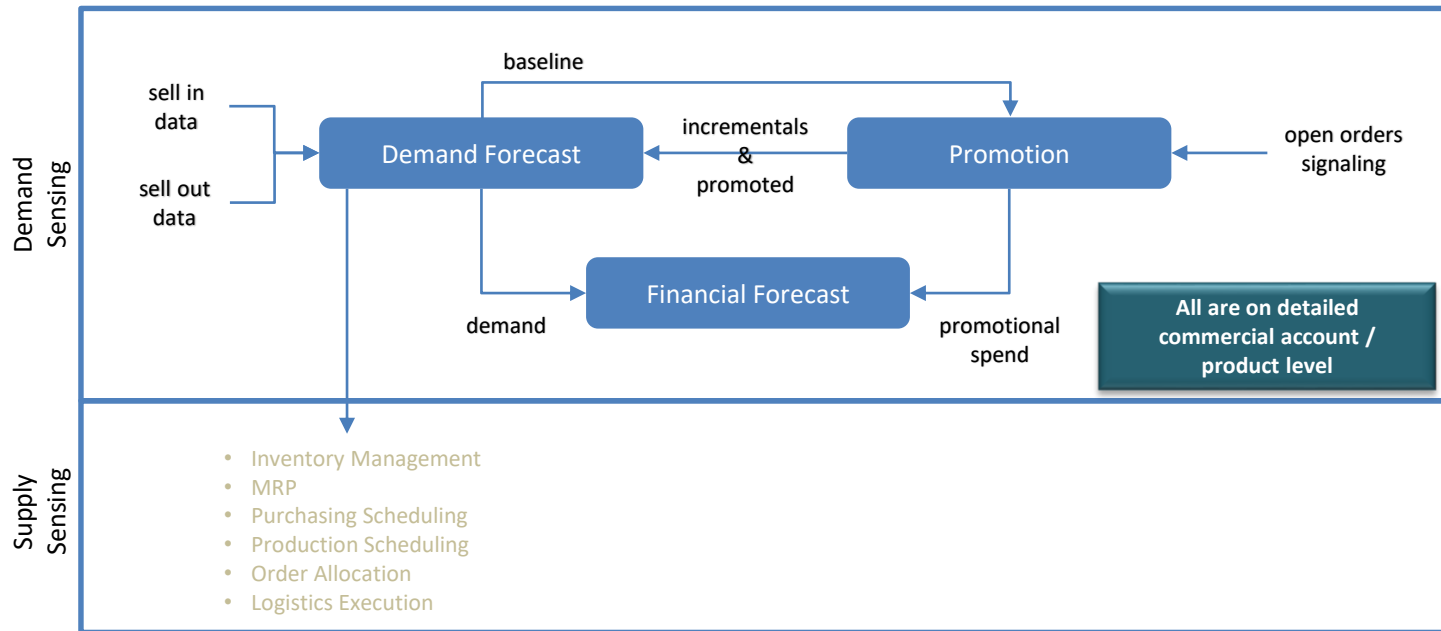 Demand
Sensing
baseline
sell in
data
sell out
data
Demand Forecast
incrementals
&
promoted
Promotion
open orders
signaling
Financial Forecast
demand
promotional
spend
All are on detailed
commercial account /
product level
Supply
Sensing
• Inventory Management
• MRP
• Purchasing Scheduling
• Production Scheduling
• Order Allocation
• Logistics Execution